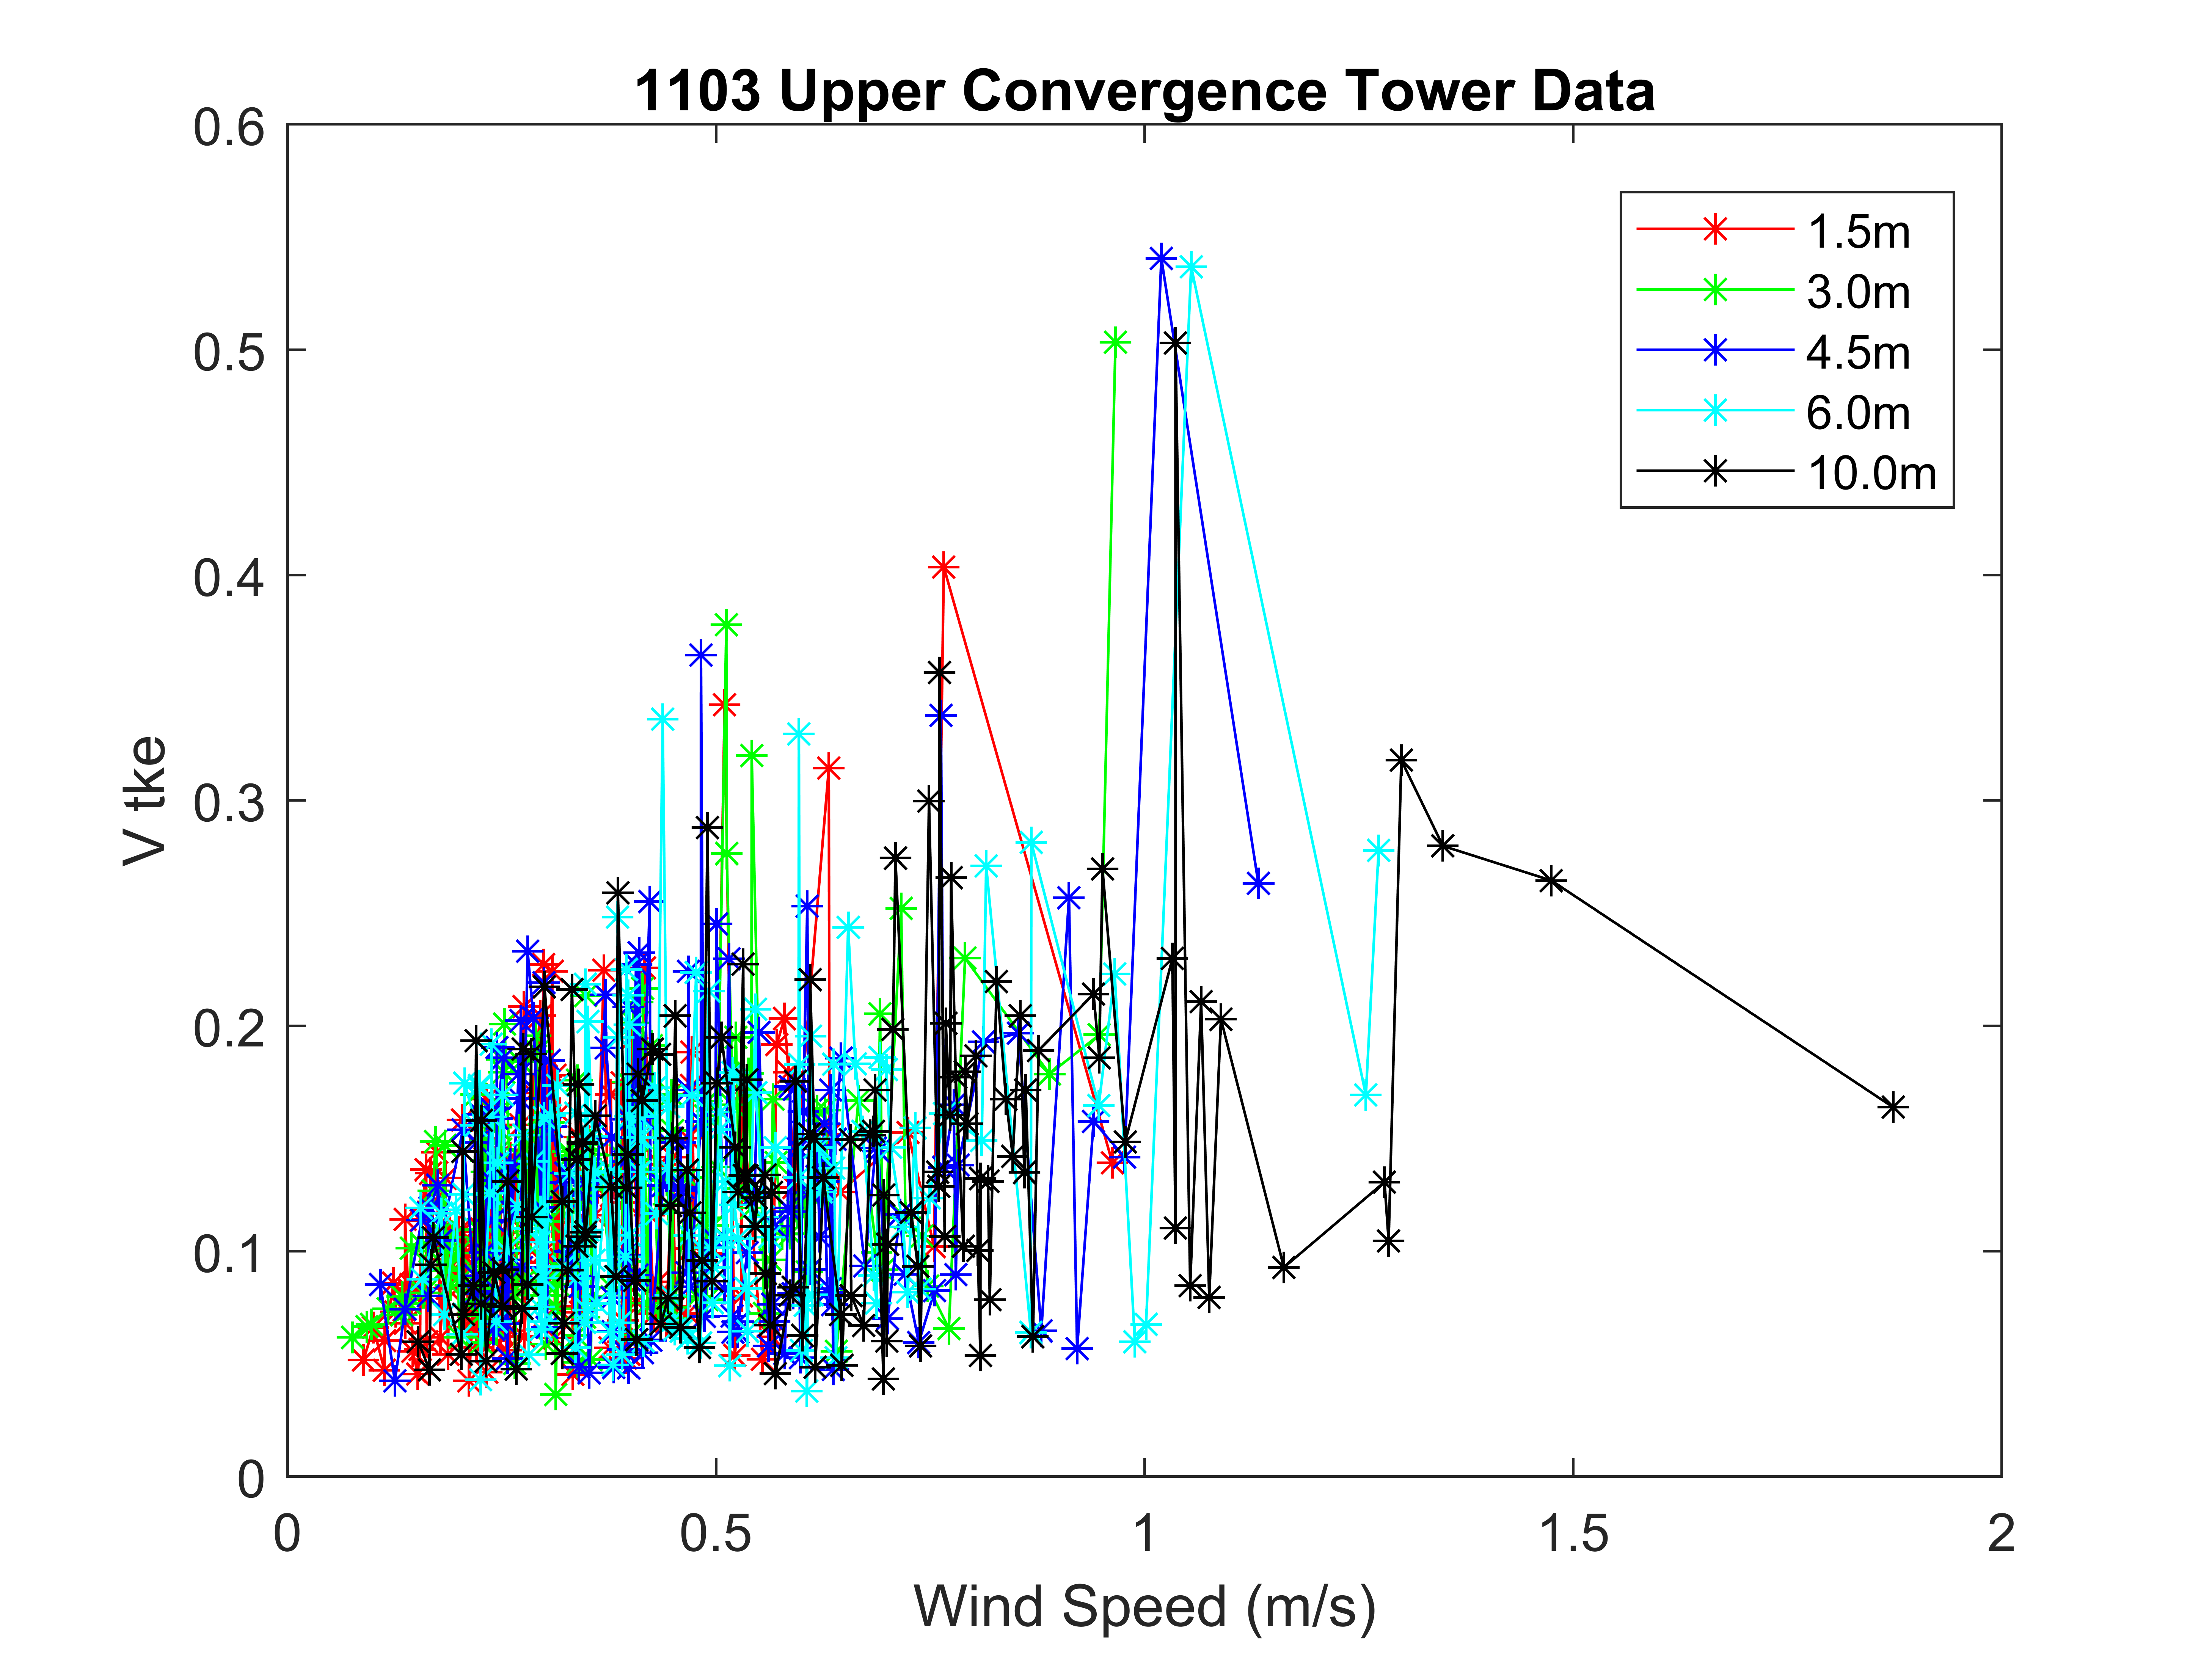 1103 Upper Convergence Tower Data
0.6
0.5
0.4
0.3
0.2
0.1
0
V tke
1.5m
3.0m
4.5m
6.0m
10.0m
0 0.5 1 1.5 2
Wind Speed (m/s)